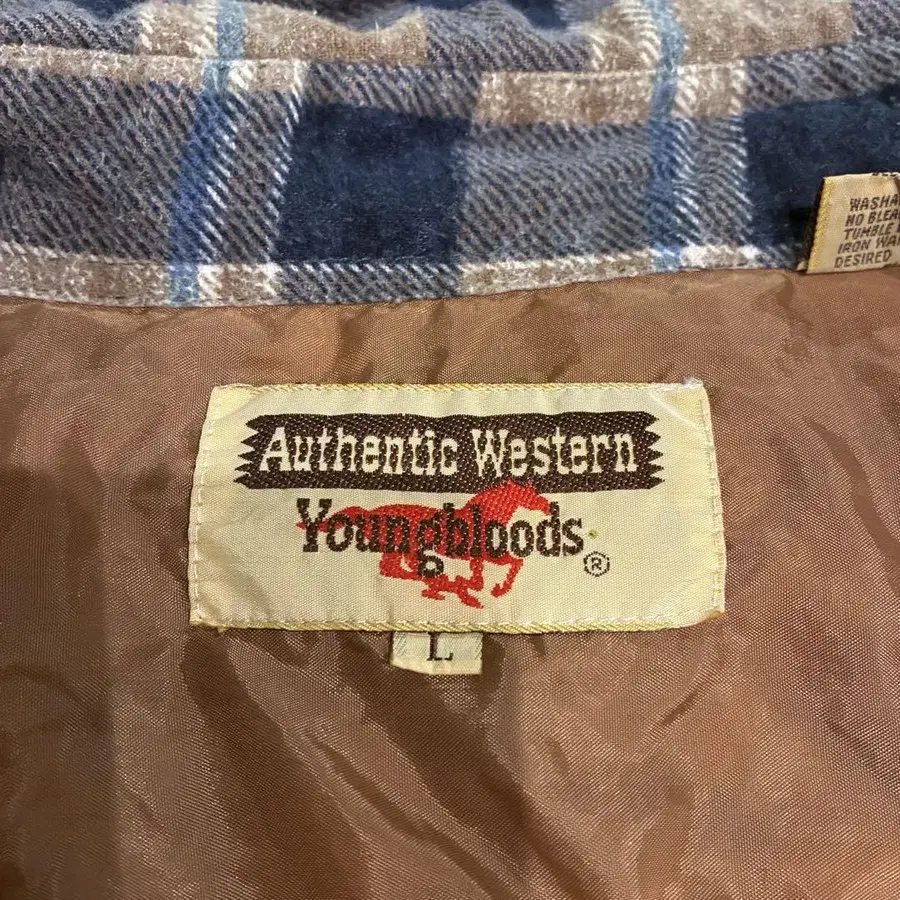 WASHA
NO BLEA
TUMBLE
IRON WA
DESIRED
Authentic Western
Youngbloods
®
L